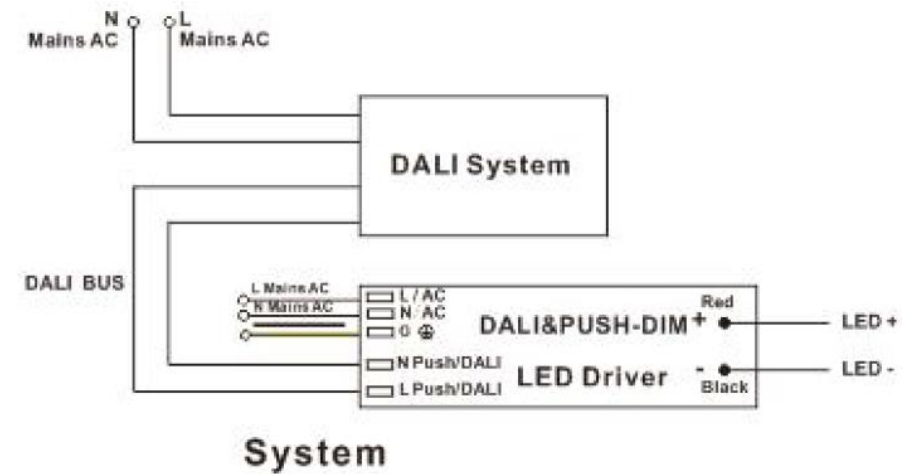 N
L
Mains AC
Mains AC
DALI System
DALI BUS
L Mains AC
L / AC
N Mains AC
N/AC
G
Red
DALI&PUSH-DIM +
LED +
N Push/DALI
LED Driver -
LED -
L Push/DALI
Black
System